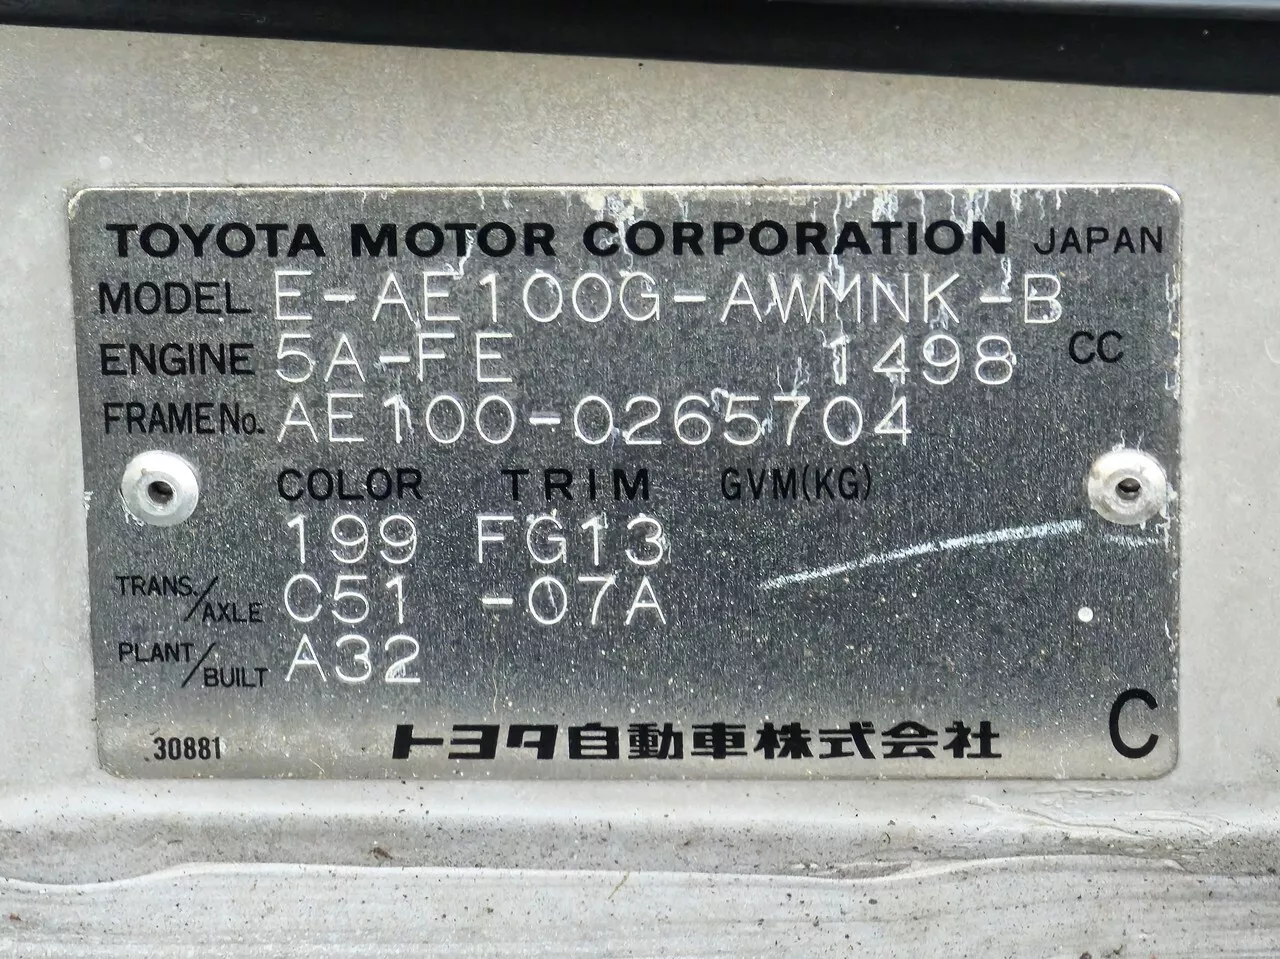 TOYOTA MOTOR CORPORATION JAPAN
MODEL E-AE100G-AWMNK-B
ENGINE 5A-FE 1498 CC
FRAME No. AE100-0265704
COLOR TRIM GVM(KG)
199 FG13
TRANS./AXLE C51 -07A
PLANT/BUILT A32
30881 トヨタ自動車株式会社 C